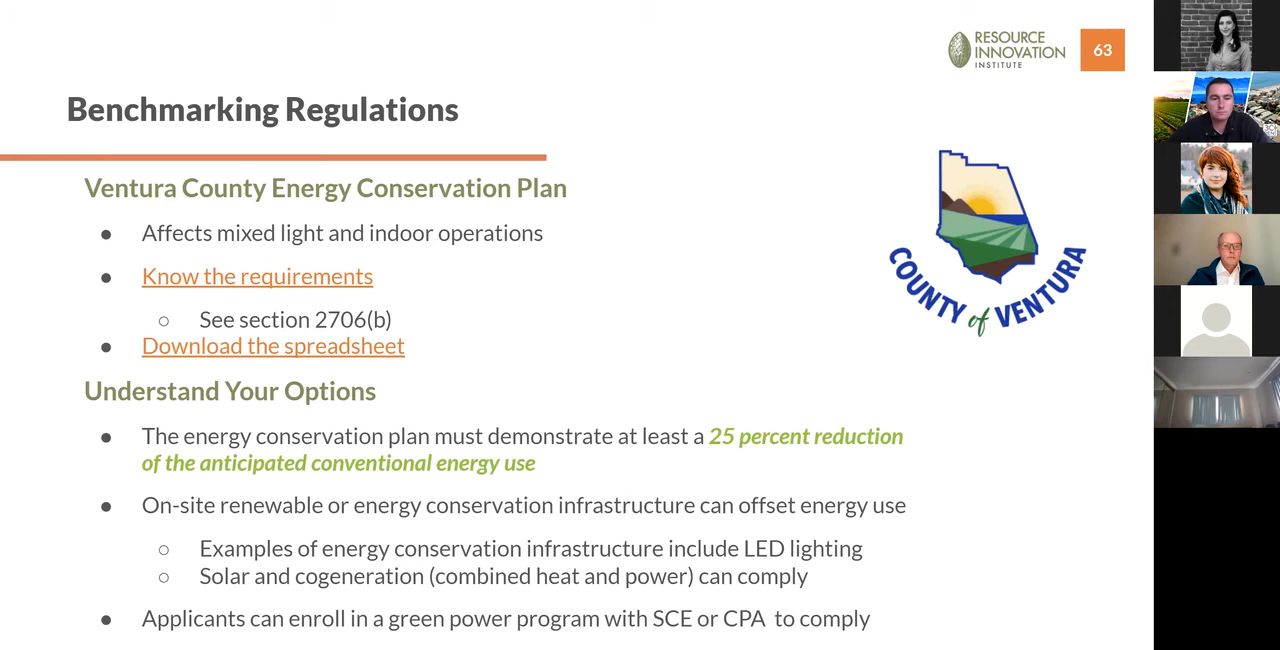 RESOURCE
INNOVATION
INSTITUTE
63
Benchmarking Regulations
Ventura County Energy Conservation Plan
● Affects mixed light and indoor operations
● Know the requirements
○ See section 2706(b)
● Download the spreadsheet
COUNTY of VENTURA
Understand Your Options
● The energy conservation plan must demonstrate at least a 25 percent reduction
of the anticipated conventional energy use
● On-site renewable or energy conservation infrastructure can offset energy use
○ Examples of energy conservation infrastructure include LED lighting
○ Solar and cogeneration (combined heat and power) can comply
● Applicants can enroll in a green power program with SCE or CPA to comply